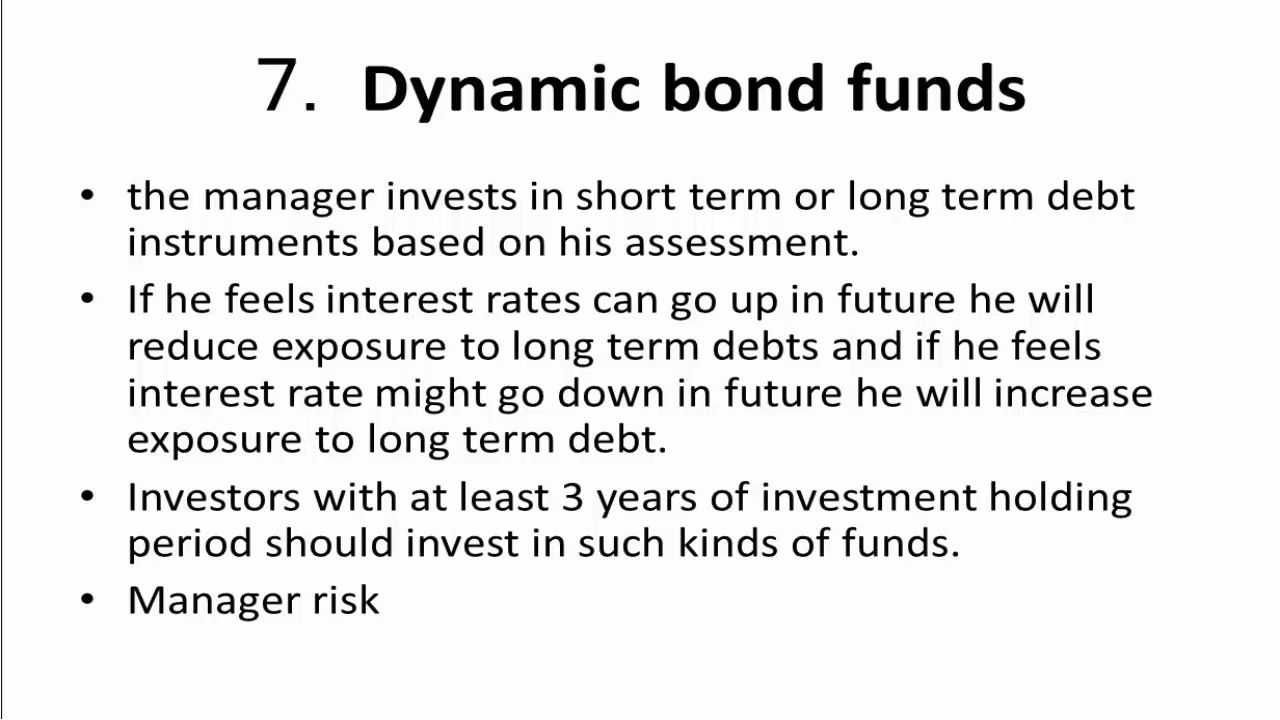 7. Dynamic bond funds
• the manager invests in short term or long term debt
instruments based on his assessment.
• If he feels interest rates can go up in future he will
reduce exposure to long term debts and if he feels
interest rate might go down in future he will increase
exposure to long term debt.
• Investors with at least 3 years of investment holding
period should invest in such kinds of funds.
• Manager risk